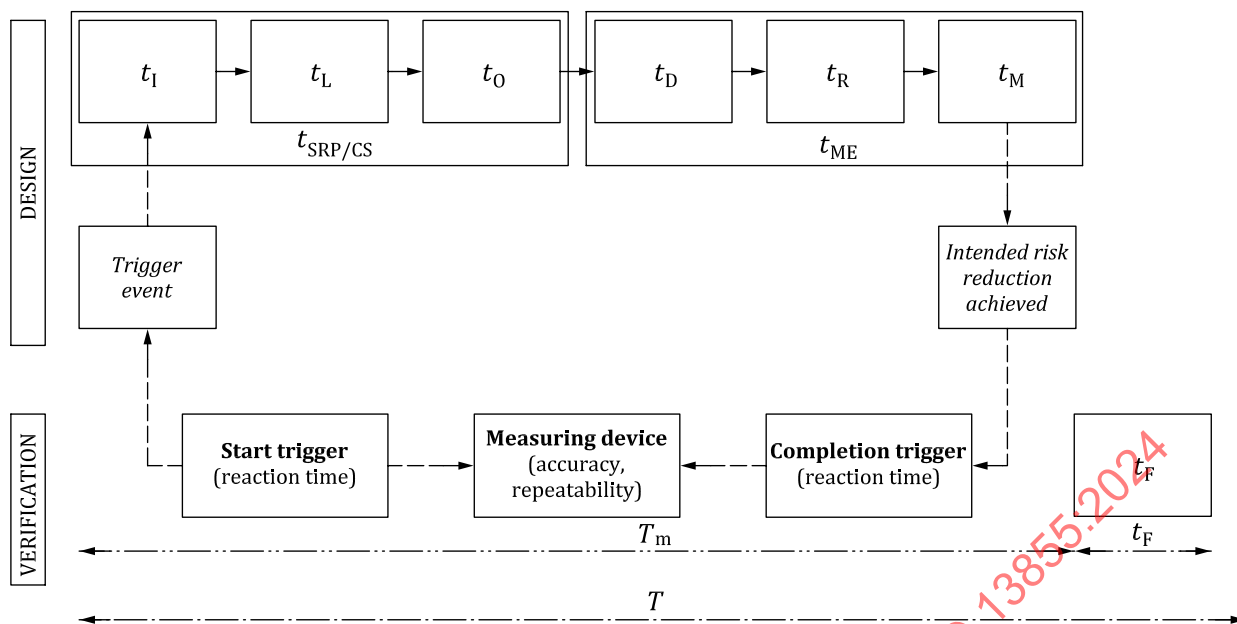 DESIGN
t_I
t_L
t_O
t_D
t_R
t_M
t_SRP/CS
t_ME
Trigger
event
Intended risk
reduction
achieved
VERIFICATION
Start trigger
(reaction time)
Measuring device
(accuracy,
repeatability)
Completion trigger
(reaction time)
t_F
T_m
t_F
T
13855:2024